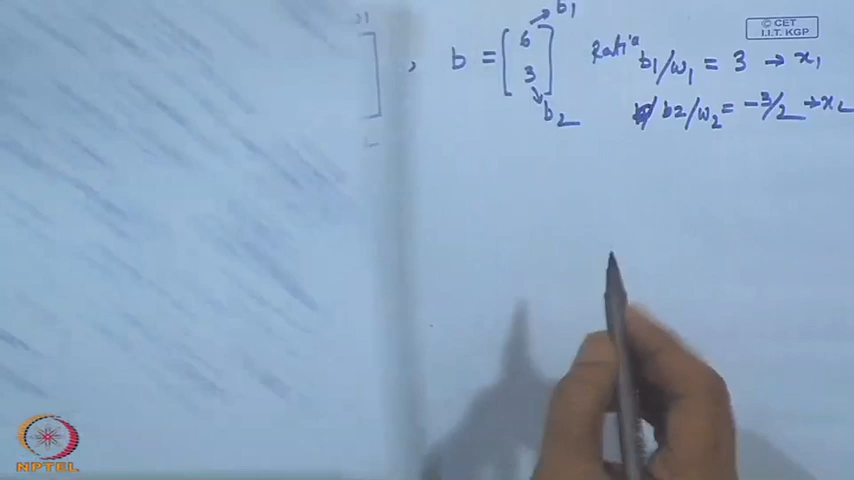 © CET
I.I.T. KGP
, b = [6 → b1
3 → b2]
Ratio b1/w1 = 3 → x1
b2/w2 = -3/2 → x2
NPTEL